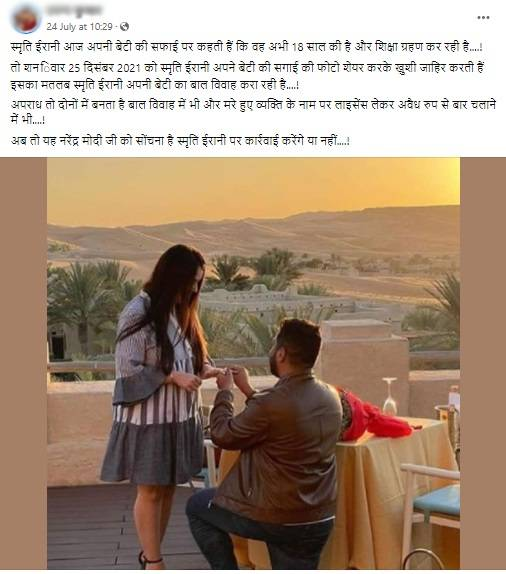 24 July at 10:29 ·
स्मृति ईरानी आज अपनी बेटी की सफाई पर कहती हैं कि वह अभी 18 साल की है और शिक्षा ग्रहण कर रही है....!
तो शनिवार 25 दिसंबर 2021 को स्मृति ईरानी अपने बेटी की सगाई की फोटो शेयर करके खुशी जाहिर करती हैं
इसका मतलब स्मृति ईरानी अपनी बेटी का बाल विवाह करा रही है....!
अपराध तो दोनों में बनता है बाल विवाह में भी और मरे हुए व्यक्ति के नाम पर लाइसेंस लेकर अवैध रुप से बार चलाने
में भी....!
अब तो यह नरेंद्र मोदी जी को सोंचना है स्मृति ईरानी पर कार्रवाई करेंगे या नहीं....!